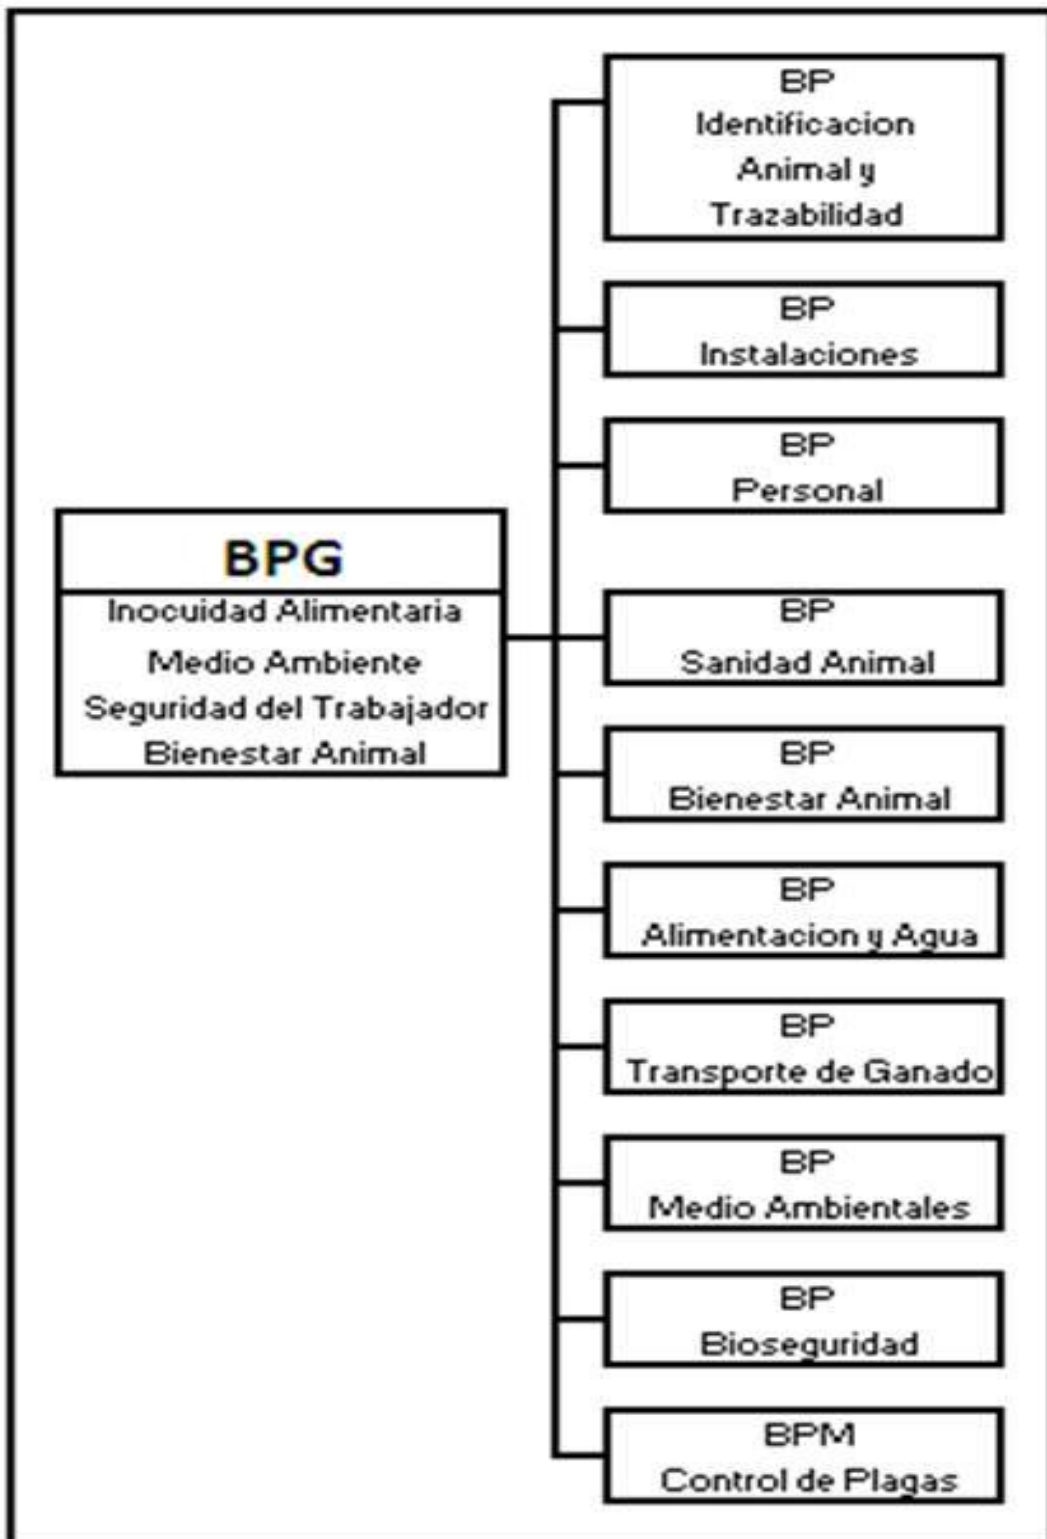 BPG
Inocuidad Alimentaria
Medio Ambiente
Seguridad del Trabajador
Bienestar Animal
BP
Identificacion
Animal y
Trazabilidad
BP
Instalaciones
BP
Personal
BP
Sanidad Animal
BP
Bienestar Animal
BP
Alimentacion y Agua
BP
Transporte de Ganado
BP
Medio Ambientales
BP
Bioseguridad
BPM
Control de Plagas